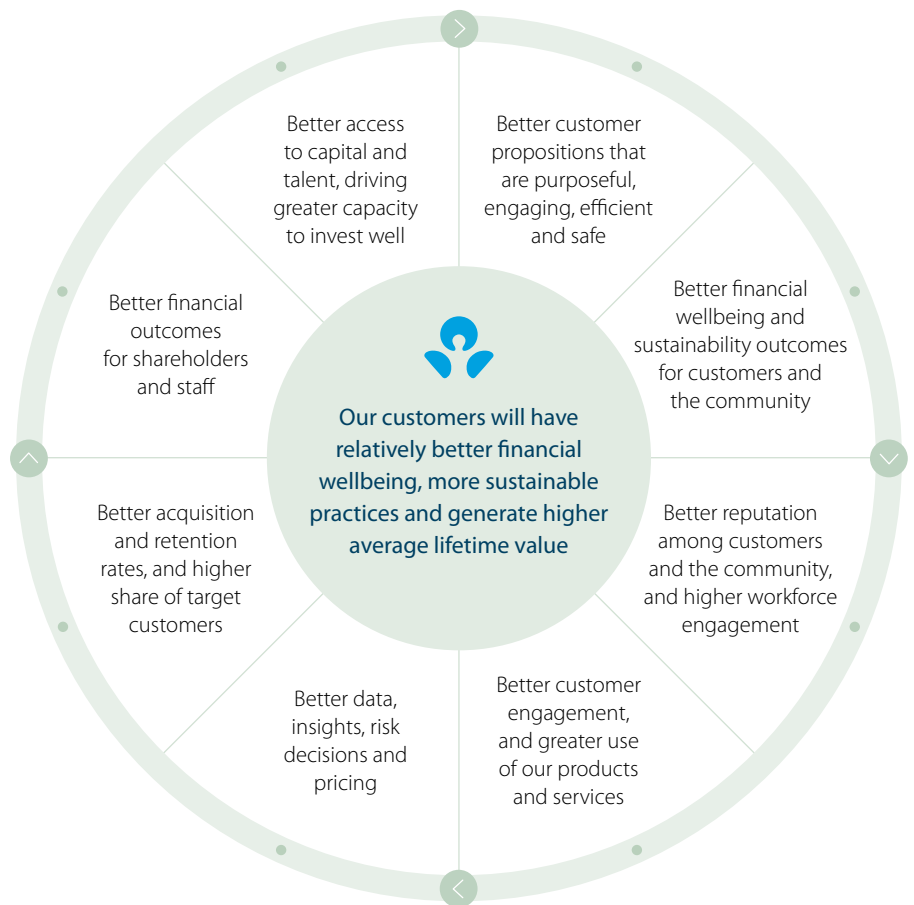 Better access
to capital and
talent, driving
greater capacity
to invest well
Better customer
propositions that
are purposeful,
engaging, efficient
and safe
Better financial
wellbeing and
sustainability outcomes
for customers and
the community
Better reputation
among customers
and the community,
and higher workforce
engagement
Better customer
engagement,
and greater use
of our products
and services
Better data,
insights, risk
decisions and
pricing
Better acquisition
and retention
rates, and higher
share of target
customers
Better financial
outcomes
for shareholders
and staff
Our customers will have
relatively better financial
wellbeing, more sustainable
practices and generate higher
average lifetime value